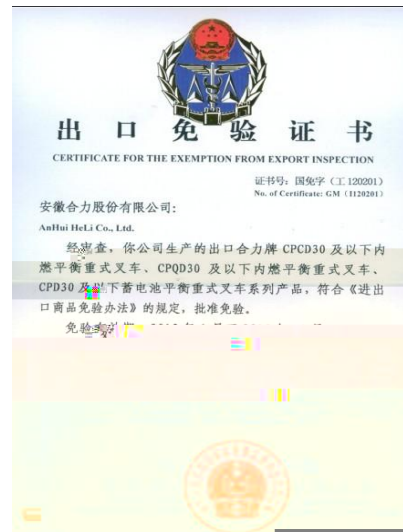 出口免验证书
CERTIFICATE FOR THE EXEMPTION FROM EXPORT INSPECTION
证书号：国免字（工 120201）
No. of Certificate: GM（I120201）
安徽合力股份有限公司：
AnHui HeLi Co., Ltd.
经审查，你公司生产的出口合力牌 CPCD30 及以下内
燃平衡重式叉车、CPQD30 及以下内燃平衡重式叉车、
CPD30 及以下蓄电池平衡重式叉车系列产品，符合《进出
口商品免验办法》的规定，批准免验。
免验